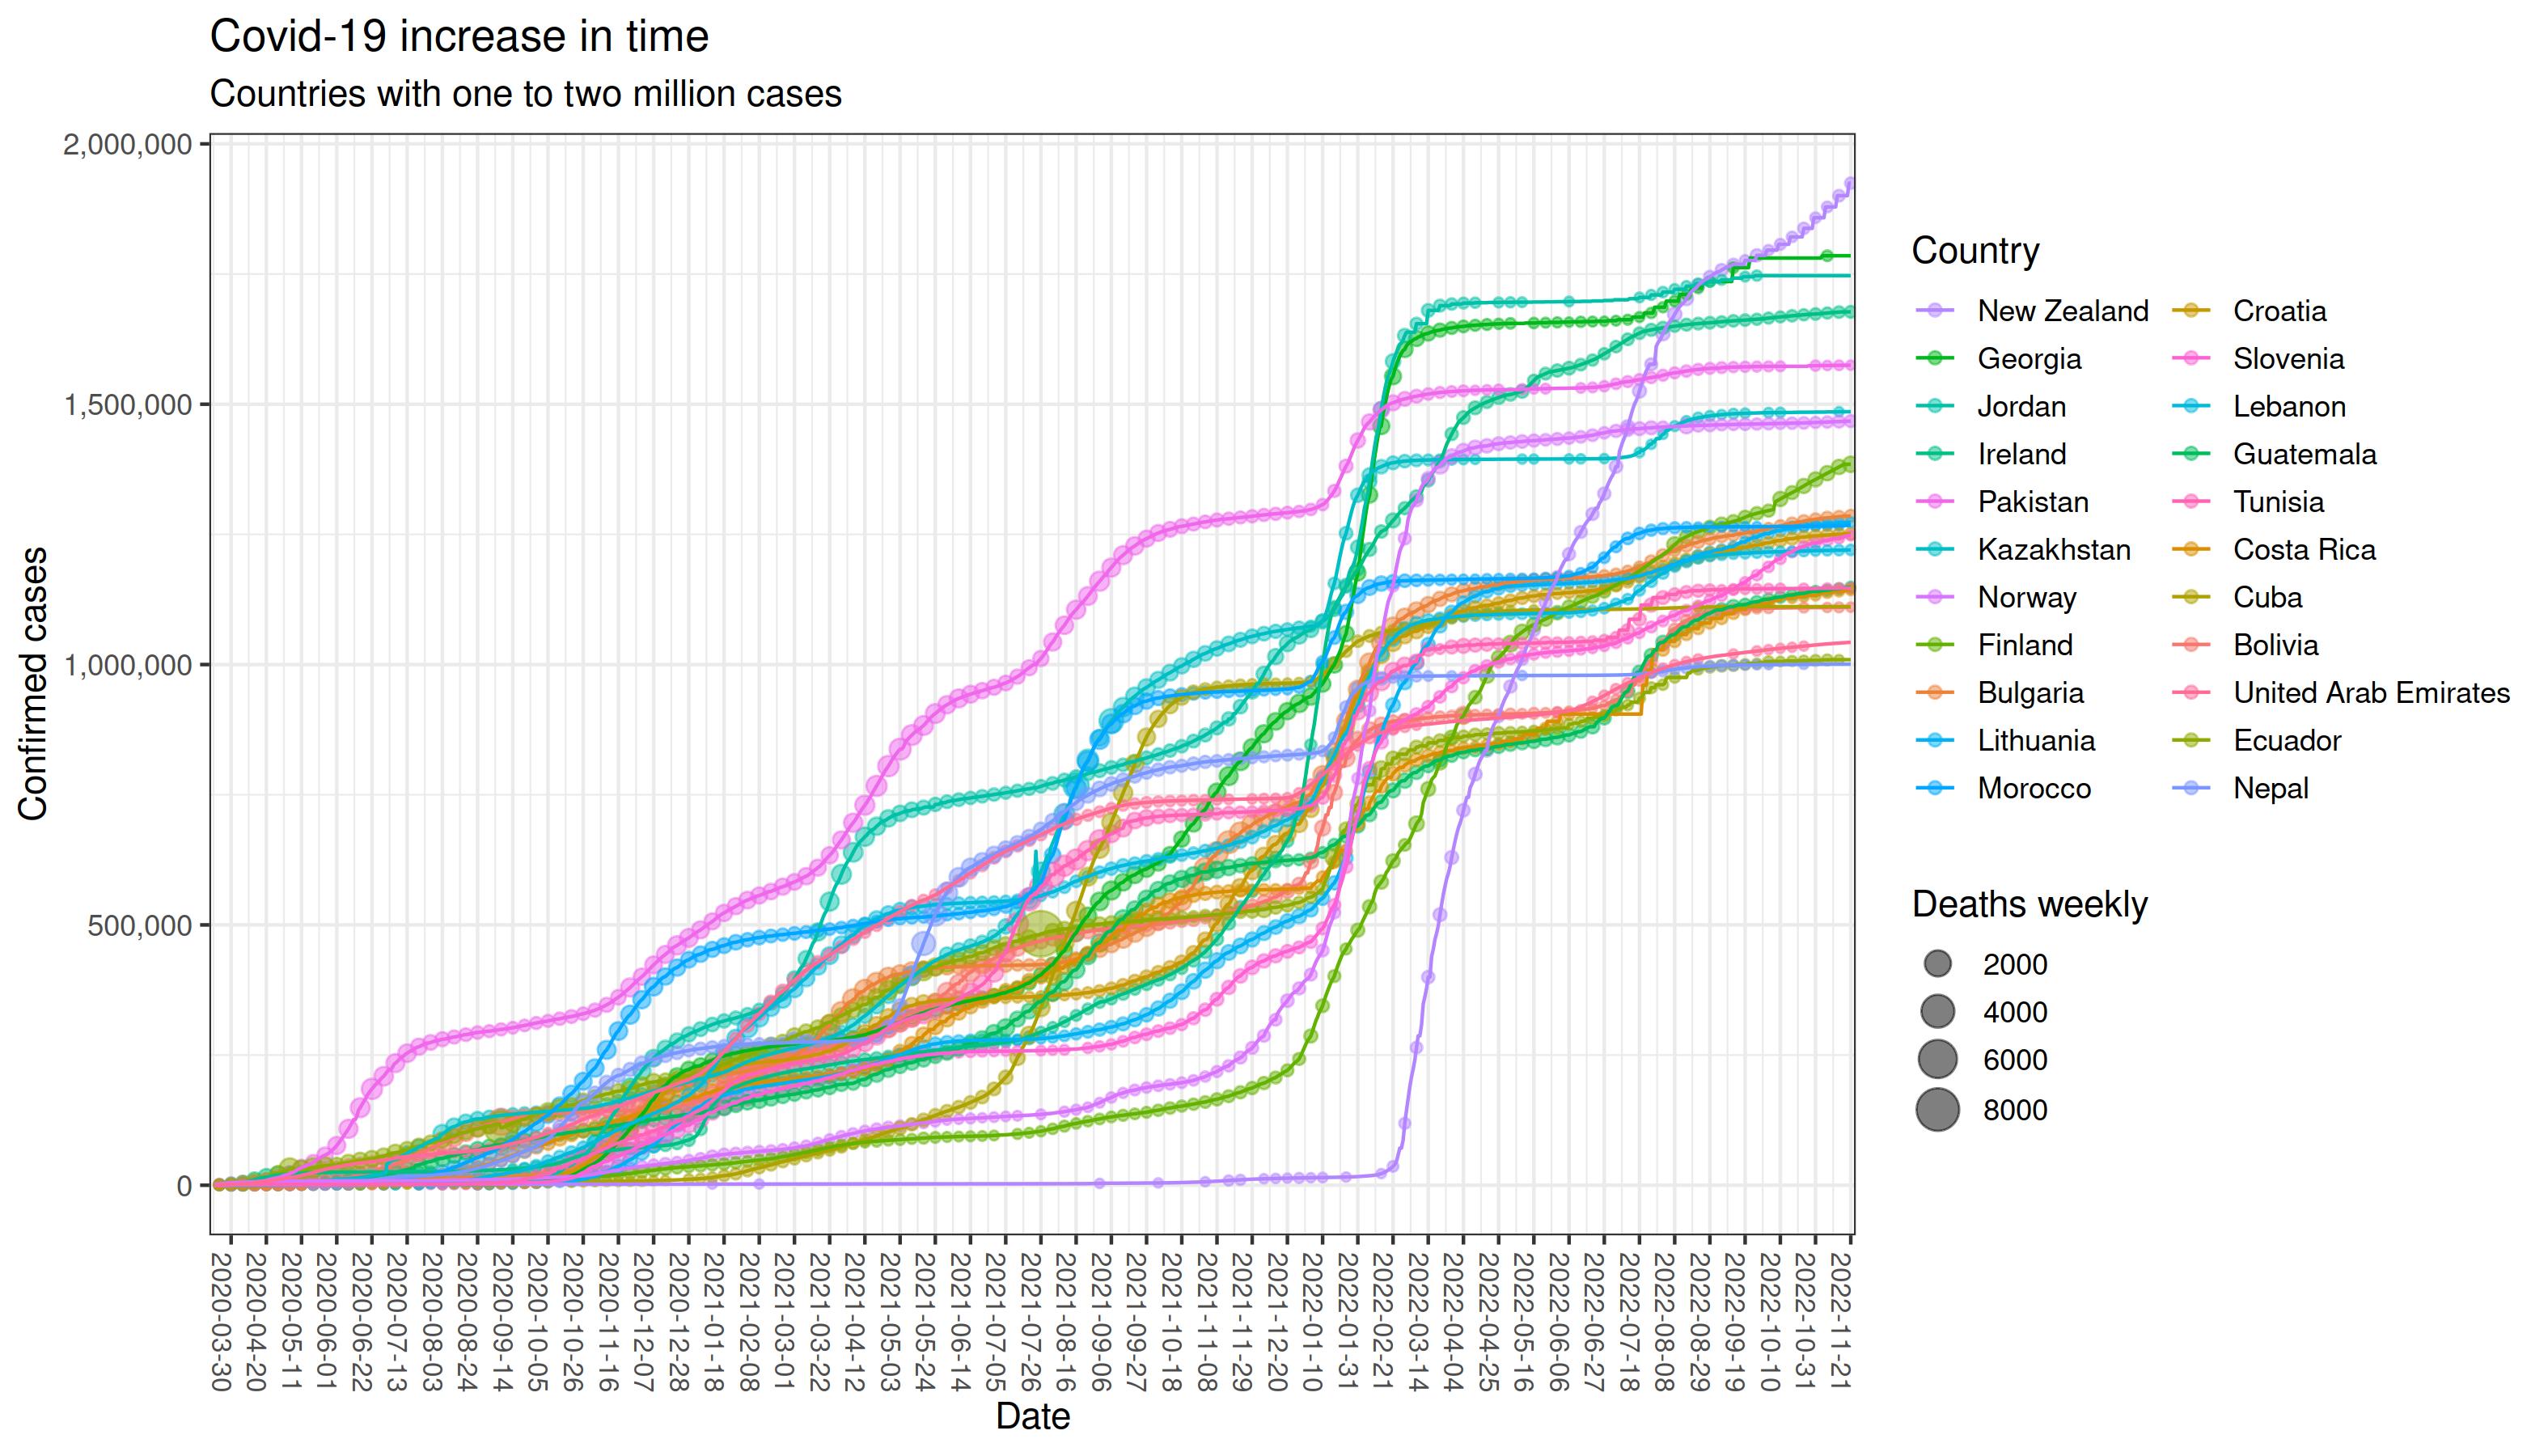 Covid-19 increase in time
Countries with one to two million cases
2,000,000
1,500,000
1,000,000
500,000
0
Confirmed cases
2020-03-30
2020-04-20
2020-05-11
2020-06-01
2020-06-22
2020-07-13
2020-08-03
2020-08-24
2020-09-14
2020-10-05
2020-10-26
2020-11-16
2020-12-07
2020-12-28
2021-01-18
2021-02-08
2021-03-01
2021-03-22
2021-04-12
2021-05-03
2021-05-24
2021-06-14
2021-07-05
2021-07-26
2021-08-16
2021-09-06
2021-09-27
2021-10-18
2021-11-08
2021-11-29
2021-12-20
2022-01-10
2022-01-31
2022-02-21
2022-03-14
2022-04-04
2022-04-25
2022-05-16
2022-06-06
2022-06-27
2022-07-18
2022-08-08
2022-08-29
2022-09-19
2022-10-10
2022-10-31
2022-11-21
Date
Country
New Zealand
Georgia
Jordan
Ireland
Pakistan
Kazakhstan
Norway
Finland
Bulgaria
Lithuania
Morocco
Croatia
Slovenia
Lebanon
Guatemala
Tunisia
Costa Rica
Cuba
Bolivia
United Arab Emirates
Ecuador
Nepal
Deaths weekly
2000
4000
6000
8000